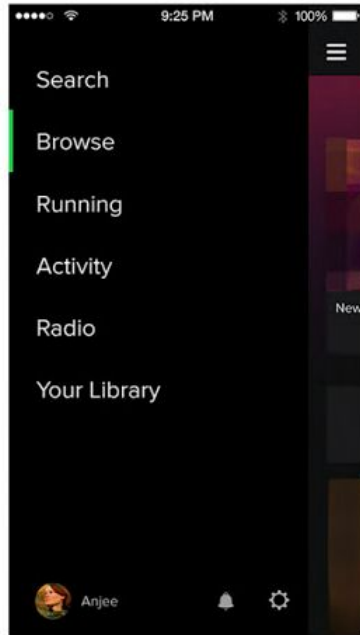 9:25 PM 100%
Search
Browse
Running
Activity
Radio
Your Library
New
Anjee